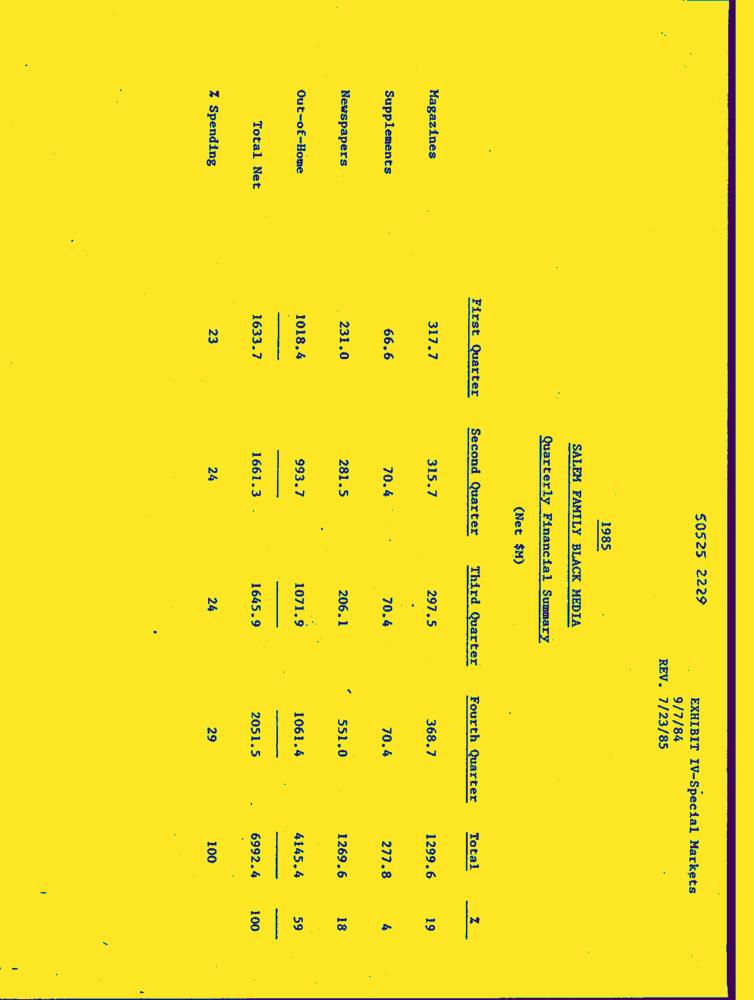 50525 2229
EXHIBIT IV-Special Markets
9/7/84
REV. 7/23/85
1985
SALEM FAMILY BLACK MEDIA
Quarterly Financial Summary
(Net $M)
First Quarter Second Quarter Third Quarter Fourth Quarter Total %
Magazines 317.7 315.7 297.5 368.7 1299.6 19
Supplements 66.6 70.4 70.4 70.4 277.8 4
Newspapers 231.0 281.5 206.1 551.0 1269.6 18
Out-of-Home 1018.4 993.7 1071.9 1061.4 4145.4 59
Total Net 1633.7 1661.3 1645.9 2051.5 6992.4 100
% Spending 23 24 24 29 100